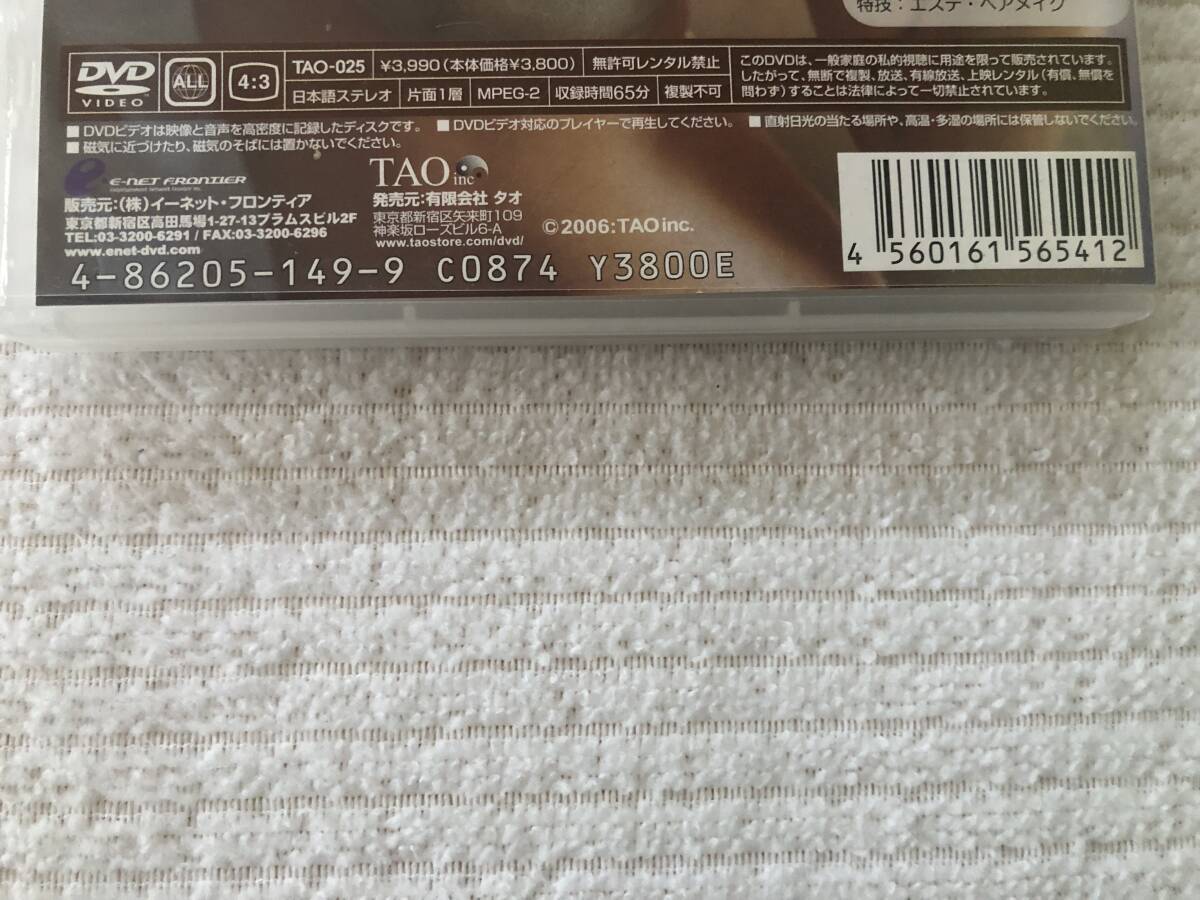 特技：エステ・ヘアメイク
DVD VIDEO
ALL
4:3
TAO-025 ¥3,990(本体価格¥3,800) 無許可レンタル禁止
日本語ステレオ 片面1層 MPEG-2 収録時間65分 複製不可
このDVDは、一般家庭の私的視聴に用途を限って販売されています。
したがって、無断で複製、放送、有線放送、上映レンタル(有償、無償を
問わず)することは法律によって一切禁止されています。
■DVDビデオは映像と音声を高密度に記録したディスクです。 ■DVDビデオ対応のプレイヤーで再生してください。 ■直射日光の当たる場所や、高温・多湿の場所には保管しないでください。
■磁気に近づけたり、磁気のそばには置かないでください。
e E-NET FRONTIER
販売元：(株)イーネット・フロンティア
東京都新宿区高田馬場1-27-13プラムスビル2F
TEL:03-3200-6291 / FAX:03-3200-6296
www.enet-dvd.com
TAO inc
発売元：有限会社 タオ
東京都新宿区矢来町109
神楽坂ローズビル6-A
www.taostore.com/dvd/
©2006:TAOinc.
4 560161 565412
4-86205-149-9 C0874 Y3800E